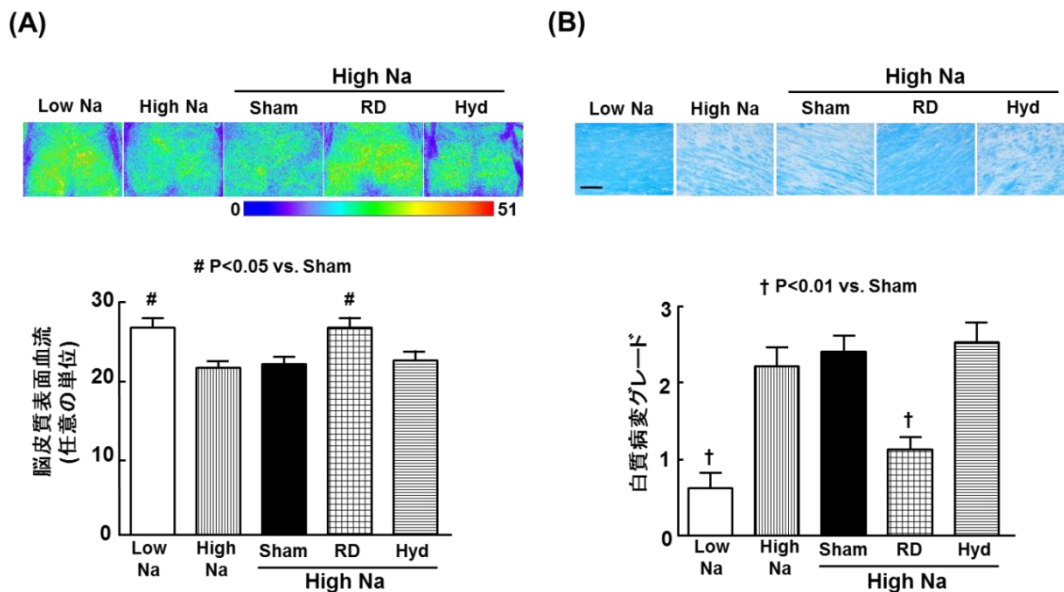 (A)
High Na
Low Na High Na Sham RD Hyd
0 51
# P<0.05 vs. Sham
脳皮質表面血流
(任意の単位)
30
20
10
0
# #
Low Na
High Na
Sham RD Hyd
High Na
(B)
High Na
Low Na High Na Sham RD Hyd
† P<0.01 vs. Sham
白質病変グレード
3
2
1
0
† †
Low Na
High Na
Sham RD Hyd
High Na